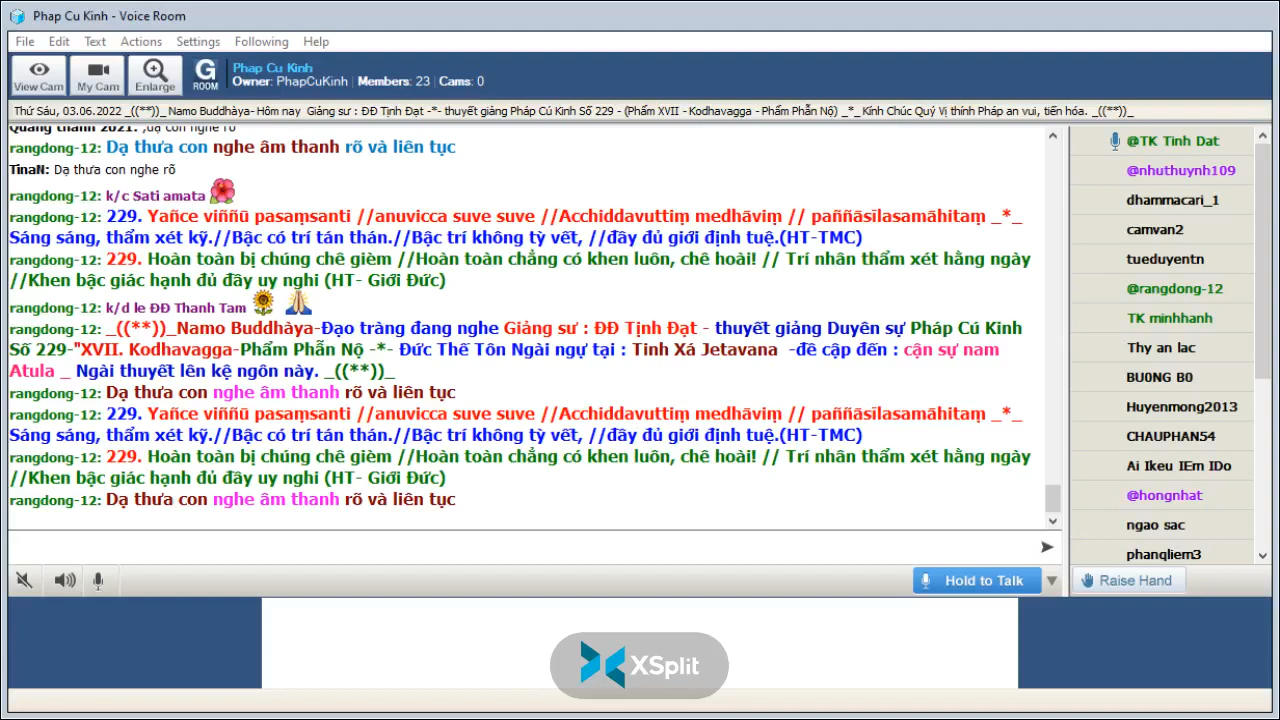 Phap Cu Kinh - Voice Room
File Edit Text Actions Settings Following Help
View Cam My Cam Enlarge G ROOM
Phap Cu Kinh
Owner: PhapCuKinh Members: 23 Cams: 0
Thứ Sáu, 03.06.2022 _((**))_ Namo Buddhàya- Hôm nay Giảng sư : ĐĐ Tịnh Đạt -*- thuyết giảng Pháp Cú Kinh Số 229 - (Phẩm XVII - Kodhavagga - Phẩm Phẫn Nộ) _*_ Kính Chúc Quý Vị thính Pháp an vui, tiến hóa. _((**))_
Quang thanh 2021: ,dạ con nghe rõ
rangdong-12: Dạ thưa con nghe âm thanh rõ và liên tục
TinaN: Dạ thưa con nghe rõ
rangdong-12: k/c Sati amata
rangdong-12: 229. Yañce viññū pasaṃsanti //anuvicca suve suve //Acchiddavuttiṃ medhāviṃ // paññāsīlasamāhitaṃ _*_
Sáng sáng, thẩm xét kỹ.//Bậc có trí tán thán.//Bậc trí không tỳ vết, //đầy đủ giới định tuệ.(HT-TMC)
rangdong-12: 229. Hoàn toàn bị chúng chê gièm //Hoàn toàn chẳng có khen luôn, chê hoài! // Trí nhân thẩm xét hằng ngày
//Khen bậc giác hạnh đủ đầy uy nghi (HT- Giới Đức)
rangdong-12: k/d le ĐĐ Thanh Tam
rangdong-12: _((**))_Namo Buddhàya-Đạo tràng đang nghe Giảng sư : ĐĐ Tịnh Đạt - thuyết giảng Duyên sự Pháp Cú Kinh
Số 229-"XVII. Kodhavagga-Phẩm Phẫn Nộ -*- Đức Thế Tôn Ngài ngự tại : Tinh Xá Jetavana -đề cập đến : cận sự nam
Atula _ Ngài thuyết lên kệ ngôn này. _((**))_
rangdong-12: Dạ thưa con nghe âm thanh rõ và liên tục
rangdong-12: 229. Yañce viññū pasaṃsanti //anuvicca suve suve //Acchiddavuttiṃ medhāviṃ // paññāsīlasamāhitaṃ _*_
Sáng sáng, thẩm xét kỹ.//Bậc có trí tán thán.//Bậc trí không tỳ vết, //đầy đủ giới định tuệ.(HT-TMC)
rangdong-12: 229. Hoàn toàn bị chúng chê gièm //Hoàn toàn chẳng có khen luôn, chê hoài! // Trí nhân thẩm xét hằng ngày
//Khen bậc giác hạnh đủ đầy uy nghi (HT- Giới Đức)
rangdong-12: Dạ thưa con nghe âm thanh rõ và liên tục
@TK Tinh Dat
@nhuthuynh109
dhammacari_1
camvan2
tueduyentn
@rangdong-12
TK minhhanh
Thy an lac
BU0NG B0
Huyenmong2013
CHAUPHAN54
Ai Ikeu IEm IDo
@hongnhat
ngao sac
phanqliem3
Hold to Talk
Raise Hand
XSplit